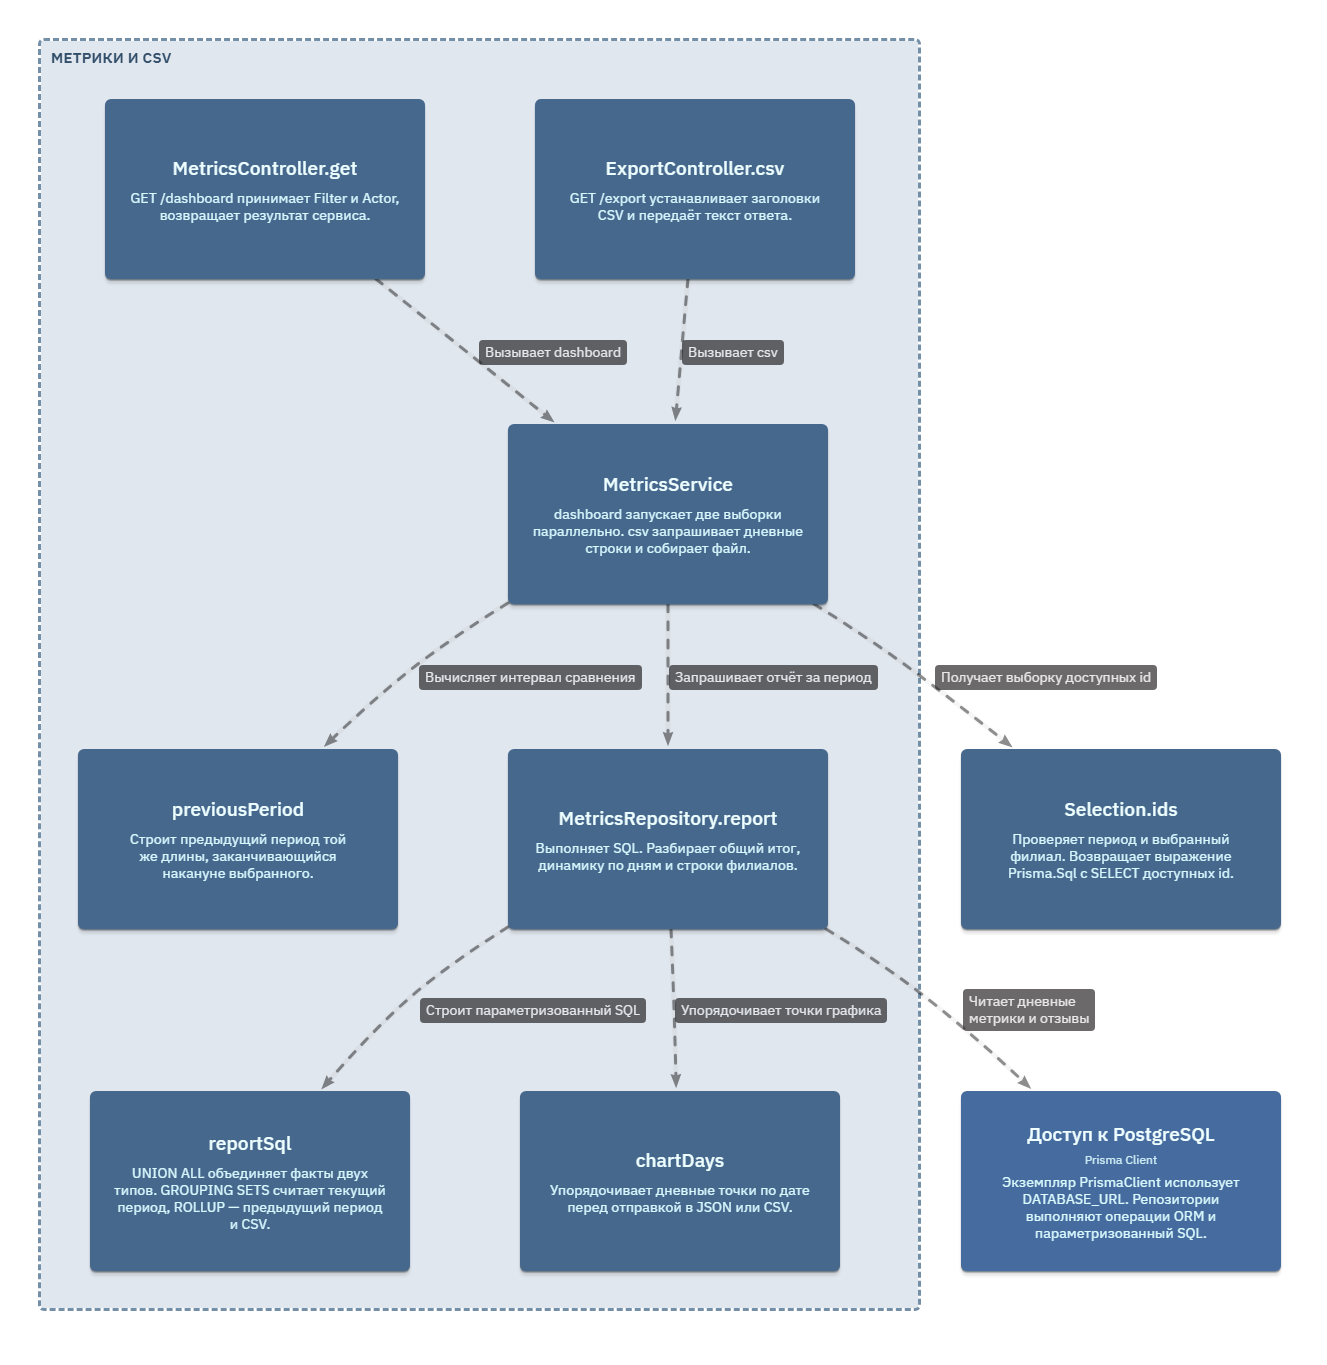 МЕТРИКИ И CSV
MetricsController.get
GET /dashboard принимает Filter и Actor,
возвращает результат сервиса.
ExportController.csv
GET /export устанавливает заголовки
CSV и передаёт текст ответа.
Вызывает dashboard
Вызывает csv
MetricsService
dashboard запускает две выборки
параллельно. csv запрашивает дневные
строки и собирает файл.
Вычисляет интервал сравнения
Запрашивает отчёт за период
Получает выборку доступных id
previousPeriod
Строит предыдущий период той
же длины, заканчивающийся
накануне выбранного.
MetricsRepository.report
Выполняет SQL. Разбирает общий итог,
динамику по дням и строки филиалов.
Selection.ids
Проверяет период и выбранный
филиал. Возвращает выражение
Prisma.Sql с SELECT доступных id.
Строит параметризованный SQL
Упорядочивает точки графика
Читает дневные
метрики и отзывы
reportSql
UNION ALL объединяет факты двух
типов. GROUPING SETS считает текущий
период, ROLLUP — предыдущий период
и CSV.
chartDays
Упорядочивает дневные точки по дате
перед отправкой в JSON или CSV.
Доступ к PostgreSQL
Prisma Client
Экземпляр PrismaClient использует
DATABASE_URL. Репозитории
выполняют операции ORM и
параметризованный SQL.